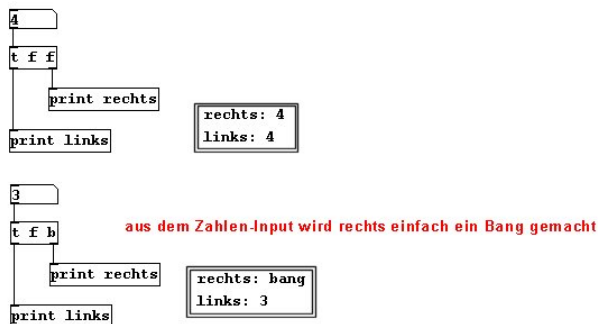 4
t f f
print rechts
rechts: 4
links: 4
print links
3
t f b
aus dem Zahlen-Input wird rechts einfach ein Bang gemacht
print rechts
rechts: bang
links: 3
print links